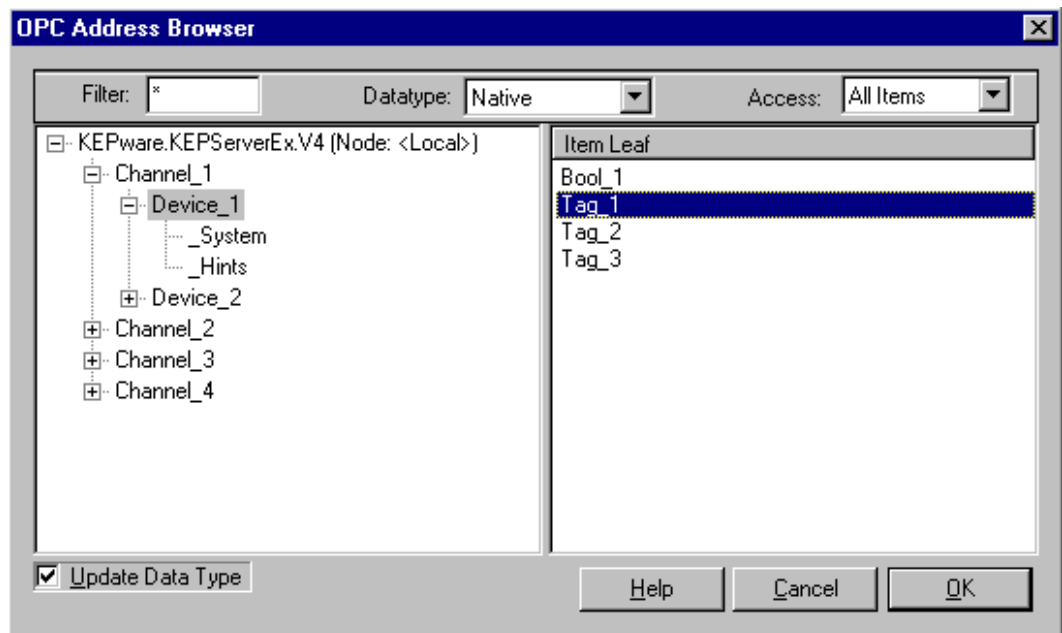 OPC Address Browser
Filter: * Datatype: Native Access: All Items
KEPware.KEPServerEx.V4 (Node: <Local>)
Channel_1
Device_1
_System
_Hints
Device_2
Channel_2
Channel_3
Channel_4
Item Leaf
Bool_1
Tag_1
Tag_2
Tag_3
Update Data Type
Help Cancel OK